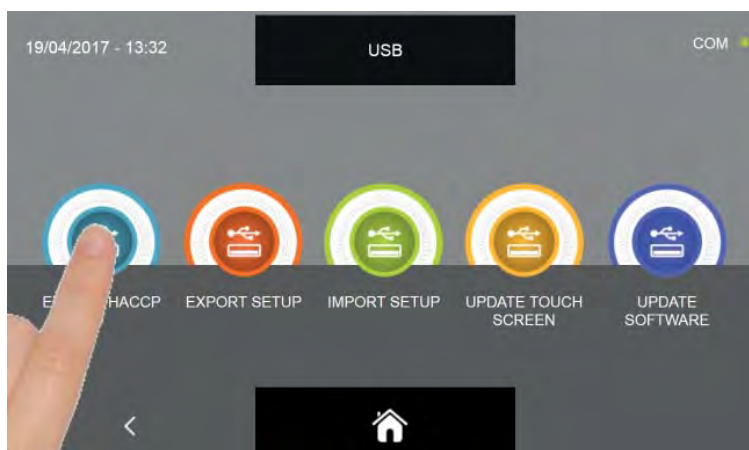 19/04/2017 - 13:32
USB
COM
HACCP
EXPORT SETUP
IMPORT SETUP
UPDATE TOUCH
SCREEN
UPDATE
SOFTWARE